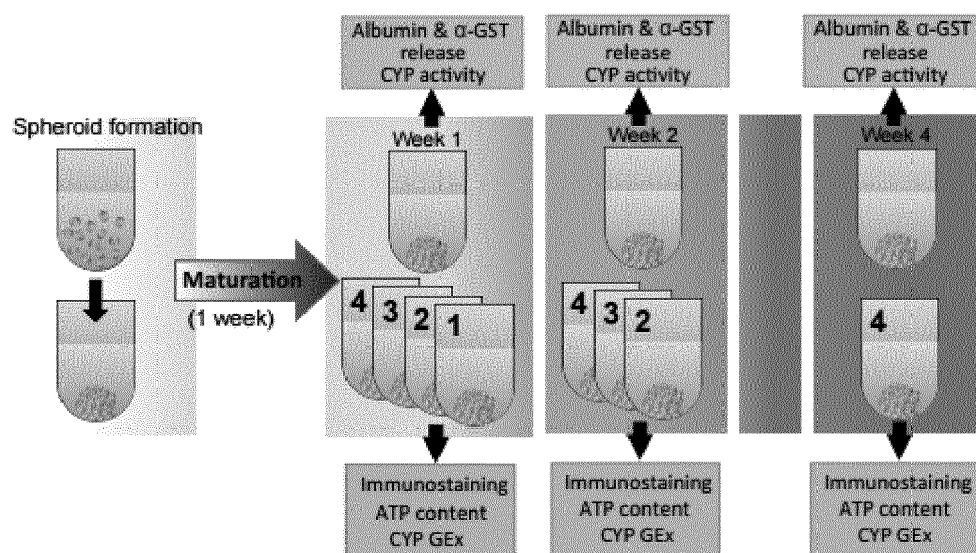 Albumin & α-GST
release
CYP activity
Albumin & α-GST
release
CYP activity
Albumin & α-GST
release
CYP activity
Spheroid formation
Week 1
Week 2
Week 4
Maturation
(1 week)
4
3
2
1
4
3
2
4
Immunostaining
ATP content
CYP GEx
Immunostaining
ATP content
CYP GEx
Immunostaining
ATP content
CYP GEx